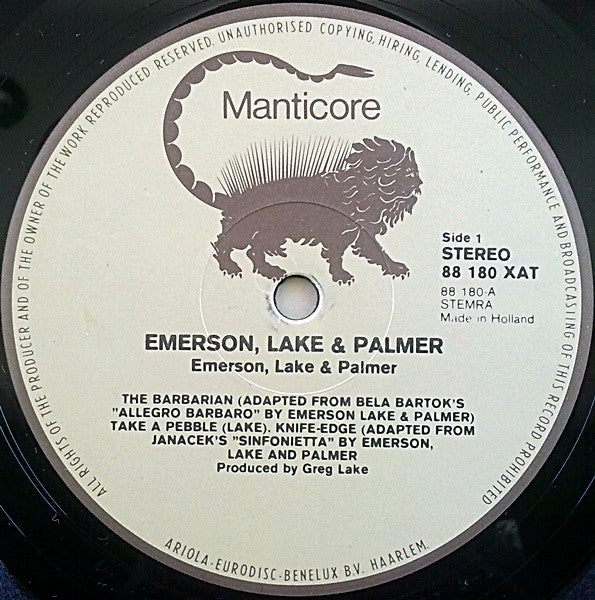 ALL RIGHTS OF THE PRODUCER AND OF THE OWNER OF THE WORK REPRODUCED RESERVED. UNAUTHORISED COPYING, HIRING, LENDING, PUBLIC PERFORMANCE AND BROADCASTING OF THIS RECORD PROHIBITED
Manticore
Side 1
STEREO
88 180 XAT
88 180-A
STEMRA
Made in Holland
EMERSON, LAKE & PALMER
Emerson, Lake & Palmer
THE BARBARIAN (ADAPTED FROM BELA BARTOK'S
"ALLEGRO BARBARO" BY EMERSON LAKE & PALMER)
TAKE A PEBBLE (LAKE). KNIFE-EDGE (ADAPTED FROM
JANACEK'S "SINFONIETTA" BY EMERSON,
LAKE AND PALMER
Produced by Greg Lake
ARIOLA-EURODISC-BENELUX B.V. HAARLEM.